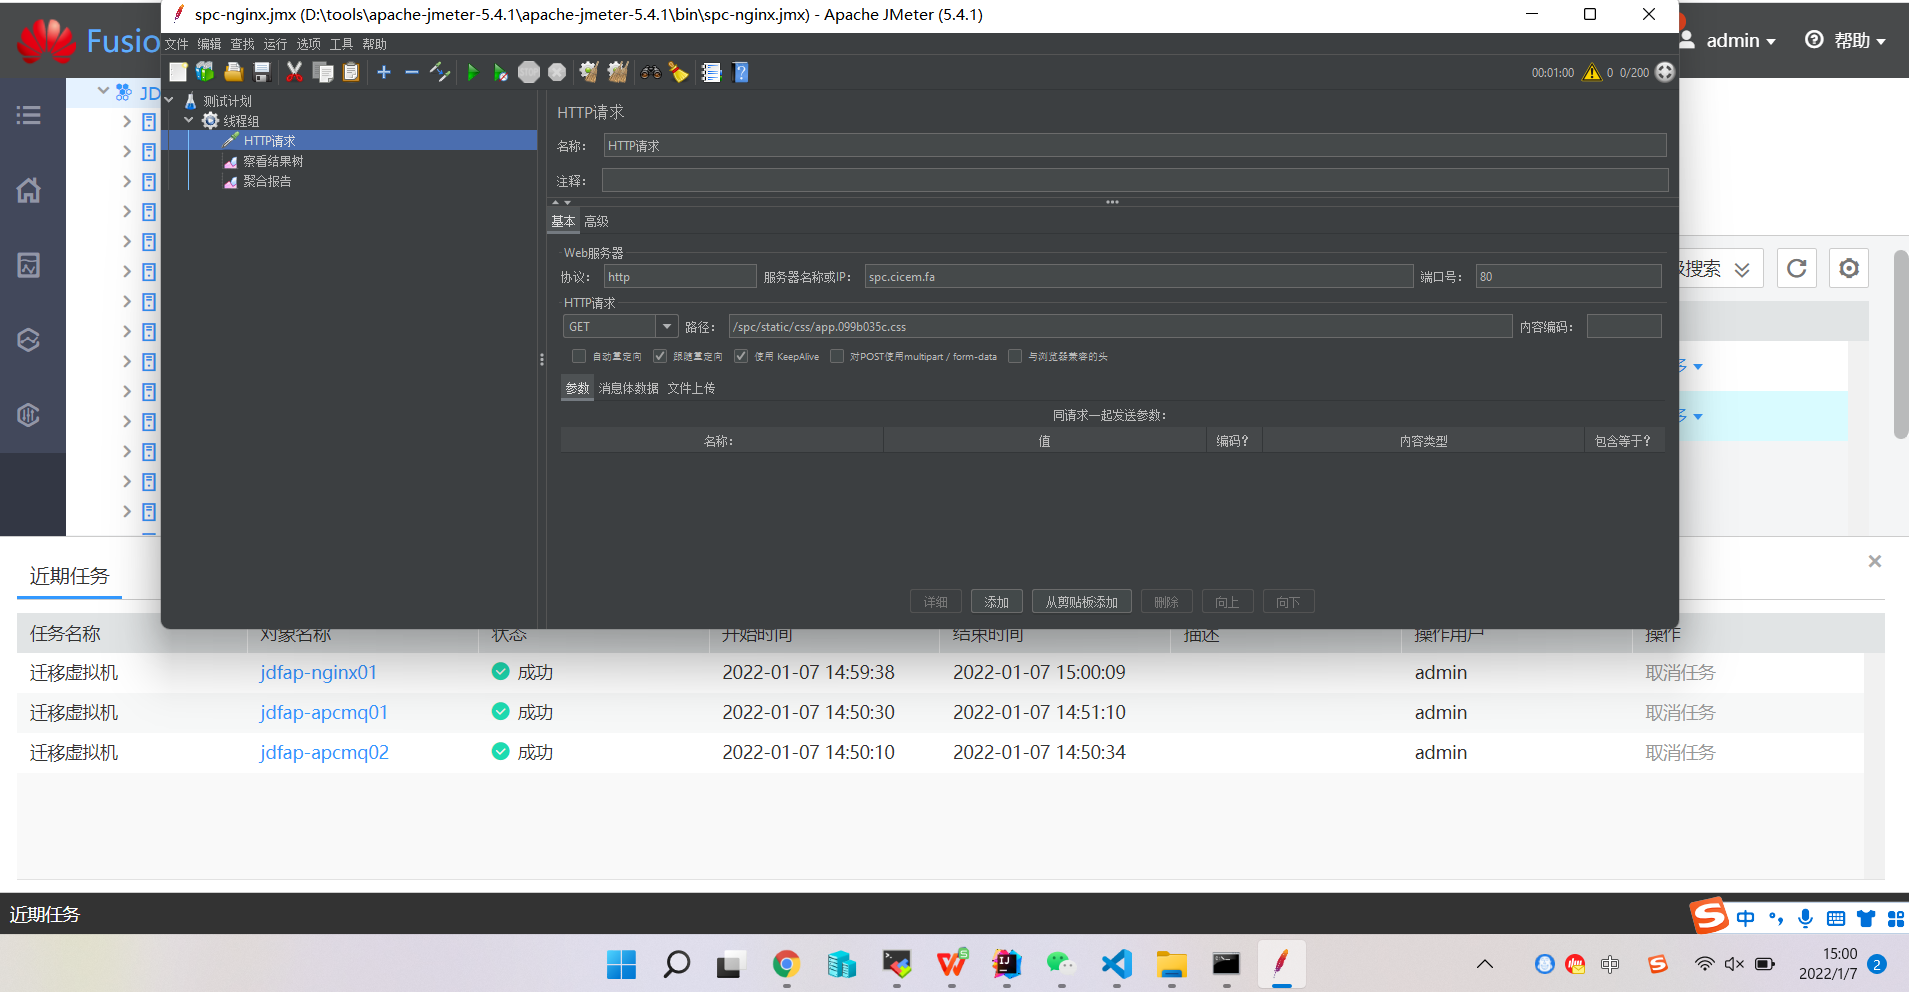 spc-nginx.jmx (D:\tools\apache-jmeter-5.4.1\apache-jmeter-5.4.1\bin\spc-nginx.jmx) - Apache JMeter (5.4.1)
Fusio
admin
帮助
文件 编辑 查找 运行 选项 工具 帮助
00:01:00 0 0/200
JD
测试计划
线程组
HTTP请求
察看结果树
聚合报告
HTTP请求
名称： HTTP请求
注释：
基本 高级
Web服务器
协议： http 服务器名称或IP： spc.cicem.fa 端口号： 80
HTTP请求
GET 路径： /spc/static/css/app.099b035c.css 内容编码：
自动重定向 跟随重定向 使用 KeepAlive 对POST使用multipart / form-data 与浏览器兼容的头
参数 消息体数据 文件上传
同请求一起发送参数：
名称： 值 编码？ 内容类型 包含等于？
详细 添加 从剪贴板添加 删除 向上 向下
搜索
近期任务
任务名称 对象名称 状态 开始时间 结束时间 描述 操作用户 操作
迁移虚拟机 jdfap-nginx01 成功 2022-01-07 14:59:38 2022-01-07 15:00:09 admin 取消任务
迁移虚拟机 jdfap-apcmq01 成功 2022-01-07 14:50:30 2022-01-07 14:51:10 admin 取消任务
迁移虚拟机 jdfap-apcmq02 成功 2022-01-07 14:50:10 2022-01-07 14:50:34 admin 取消任务
近期任务
中
中
15:00
2022/1/7
2